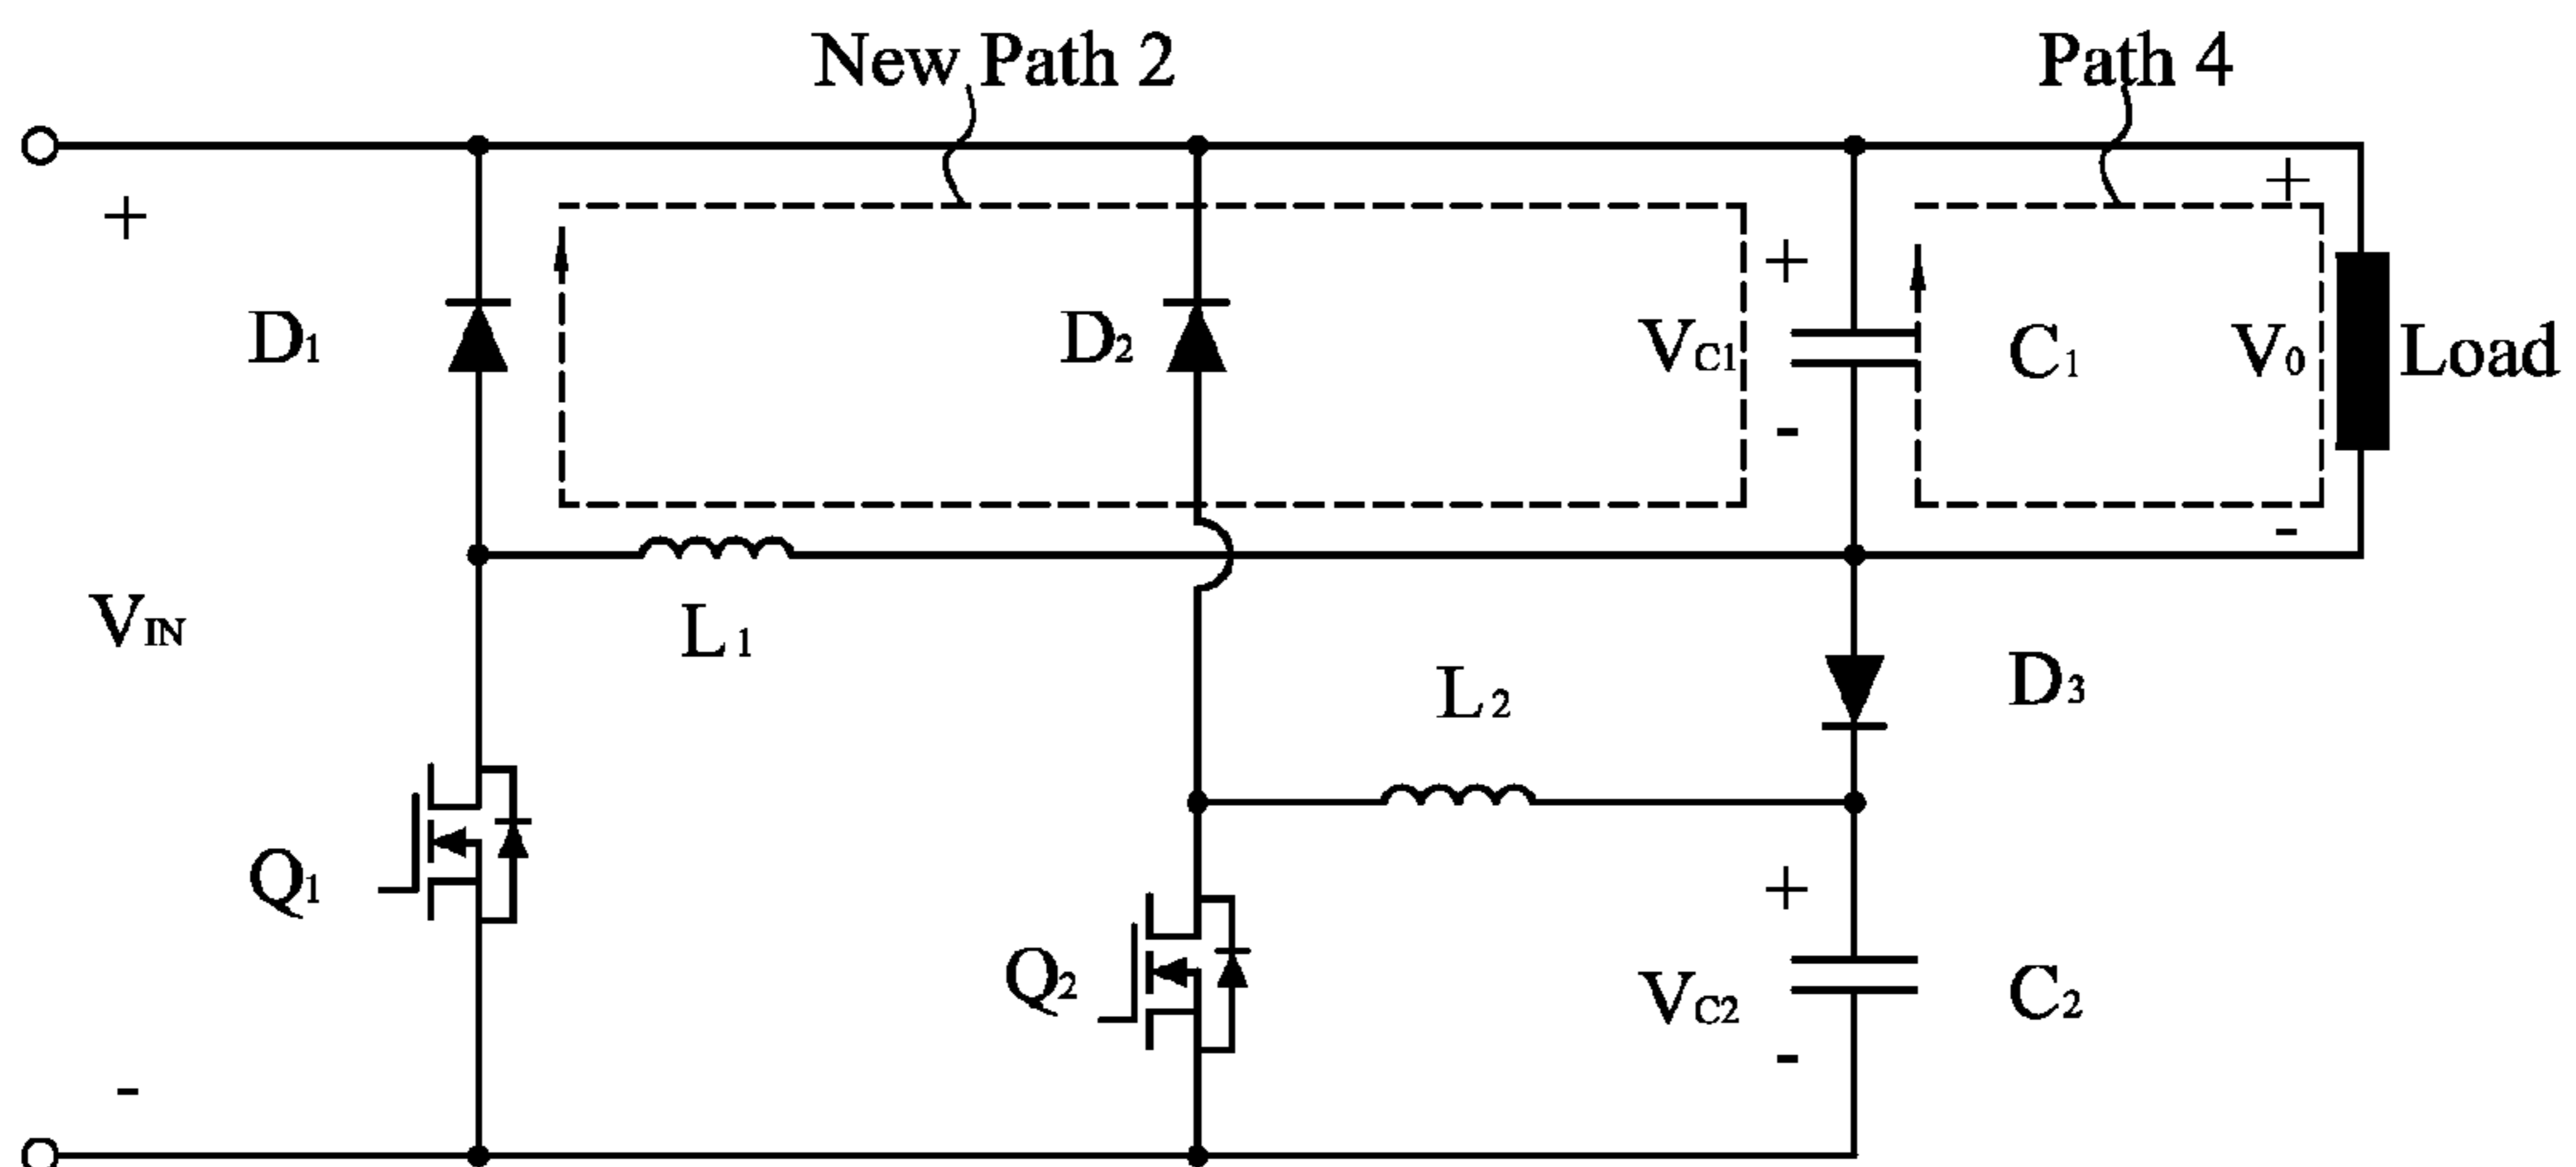 New Path 2
Path 4
+
+
D1
D2
+
VC1
-
C1
V0
Load
-
VIN
L1
L2
D3
Q1
Q2
+
VC2
-
C2
-